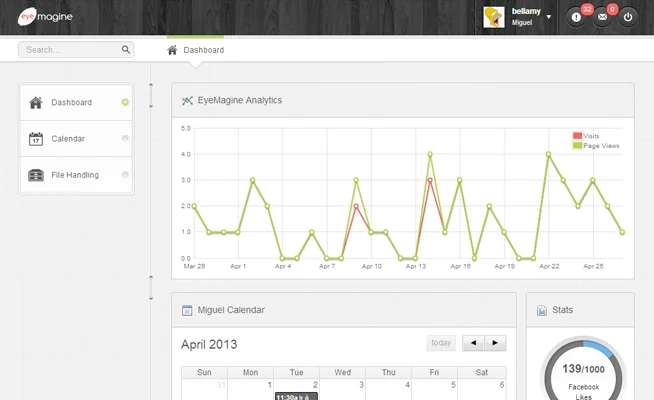 eye magine
bellamy
Miguel
32
0
Search...
Dashboard
Dashboard
Calendar
17
File Handling
EyeMagine Analytics
5.0
4.0
3.0
2.0
1.0
0.0
Visits
Page Views
Mar 29
Apr 1
Apr 4
Apr 7
Apr 10
Apr 13
Apr 16
Apr 19
Apr 22
Apr 25
Miguel Calendar
April 2013
today
Sun Mon Tue Wed Thu Fri Sat
31 1 2 3 4 5 6
11:30a
Stats
139/1000
Facebook
Likes